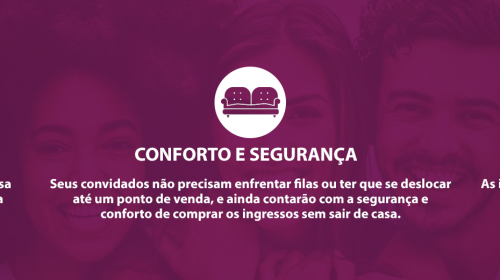 CONFORTO E SEGURANÇA
Seus convidados não precisam enfrentar filas ou ter que se deslocar
até um ponto de venda, e ainda contarão com a segurança e
conforto de comprar os ingressos sem sair de casa.
As